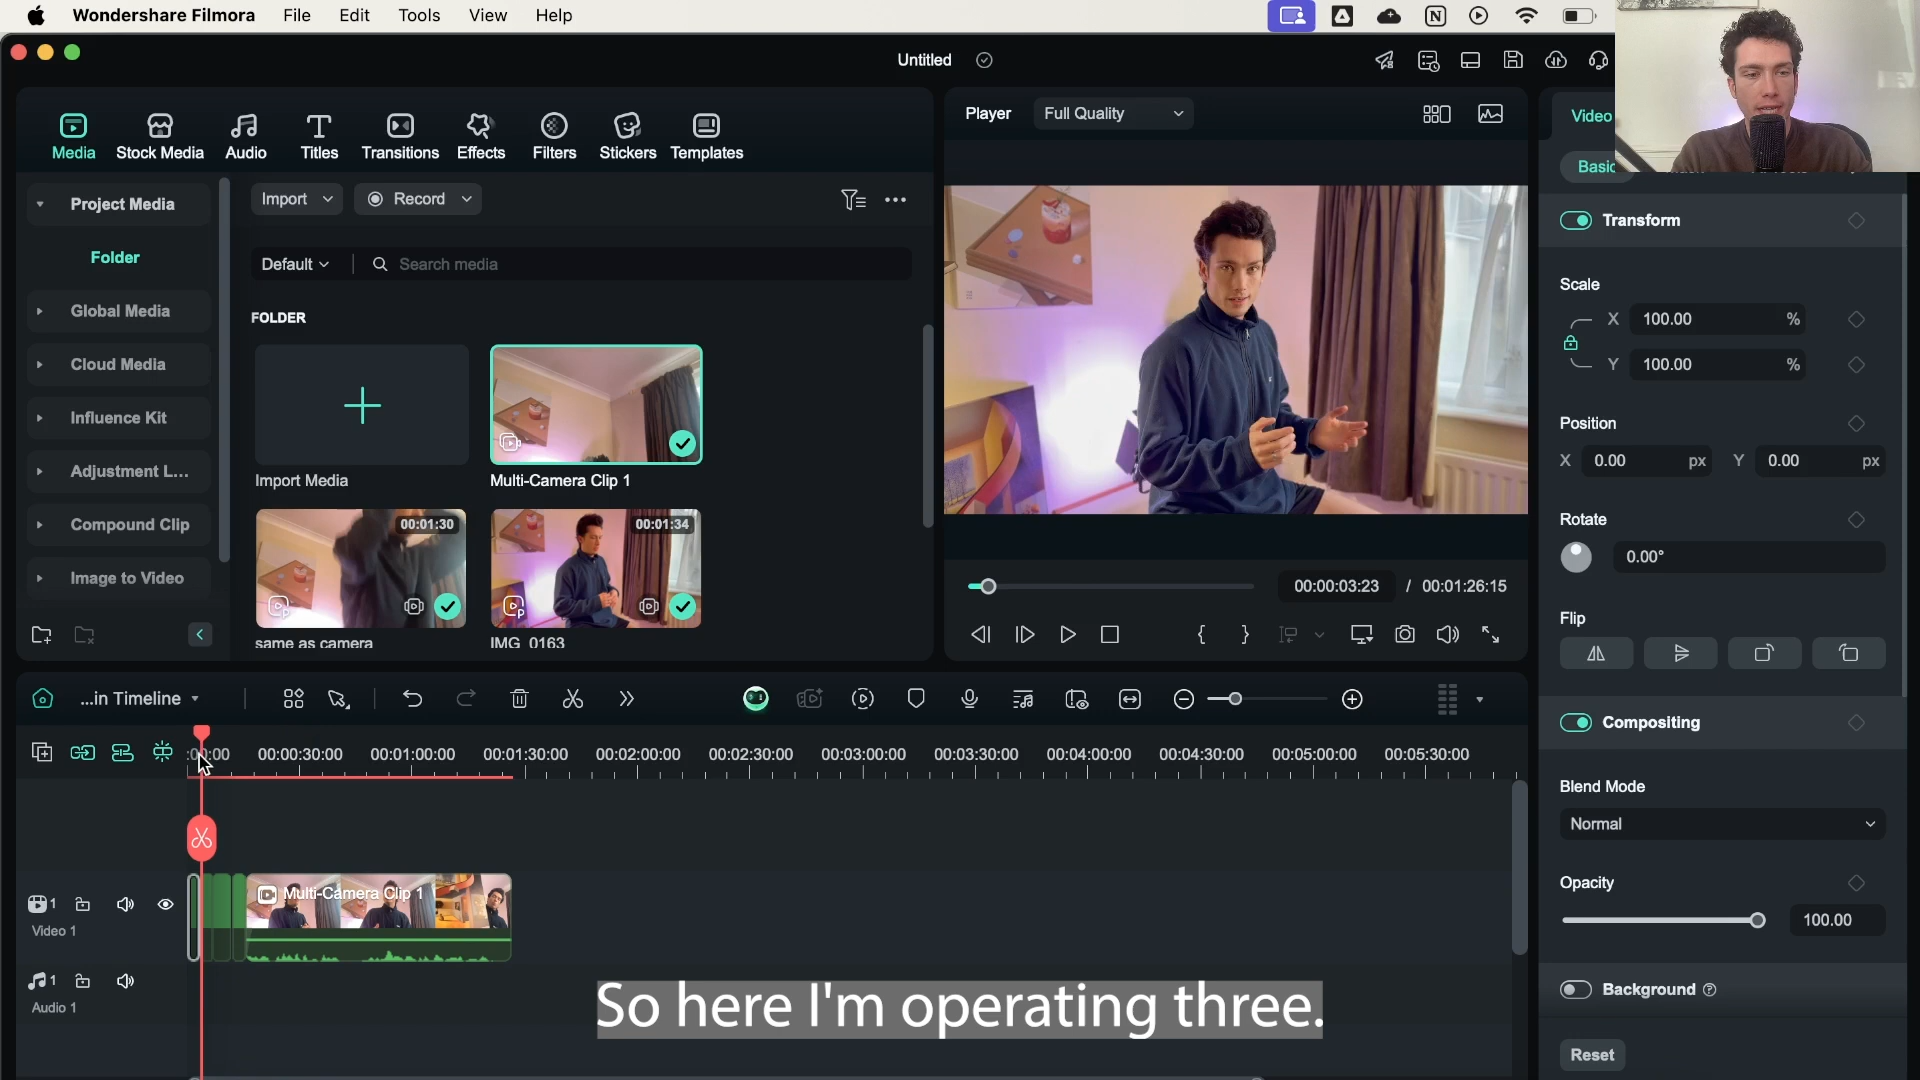 Wondershare Filmora File Edit Tools View Help
Untitled
Media Stock Media Audio Titles Transitions Effects Filters Stickers Templates
Project Media
Folder
Global Media
Cloud Media
Influence Kit
Adjustment L...
Compound Clip
Image to Video
Import Record
Default Search media
FOLDER
Import Media
Multi-Camera Clip 1
00:01:30
same as camera
00:01:34
IMG_0163
Player Full Quality
00:00:03:23 / 00:01:26:15
Video
Basic
Transform
Scale
X 100.00 %
Y 100.00 %
Position
X 0.00 px Y 0.00 px
Rotate
0.00°
Flip
Compositing
Blend Mode
Normal
Opacity
100.00
Background
Reset
...in Timeline
:00:00 00:00:30:00 00:01:00:00 00:01:30:00 00:02:00:00 00:02:30:00 00:03:00:00 00:03:30:00 00:04:00:00 00:04:30:00 00:05:00:00 00:05:30:00
Multi-Camera Clip 1
1
Video 1
1
Audio 1
So here I'm operating three.